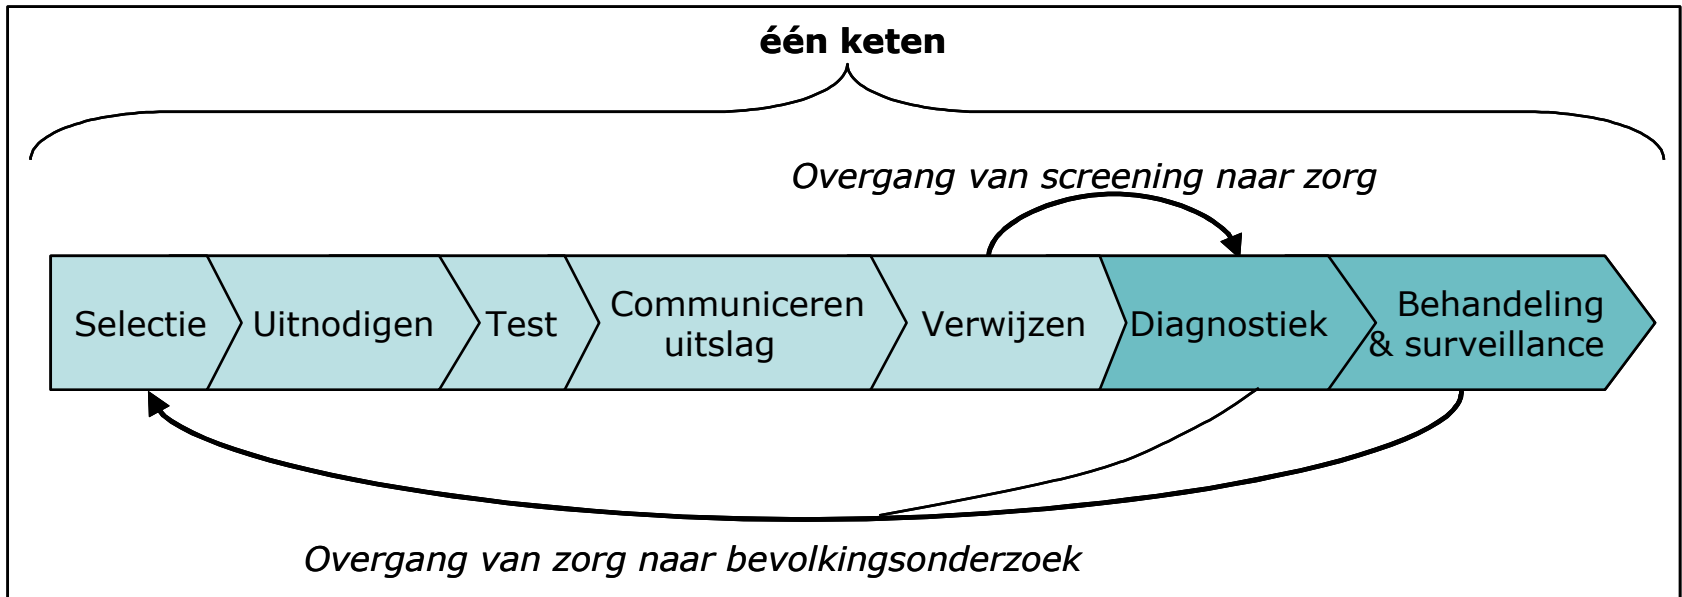 één keten
Overgang van screening naar zorg
Selectie
Uitnodigen
Test
Communiceren
uitslag
Verwijzen
Diagnostiek
Behandeling
& surveillance
Overgang van zorg naar bevolkingsonderzoek